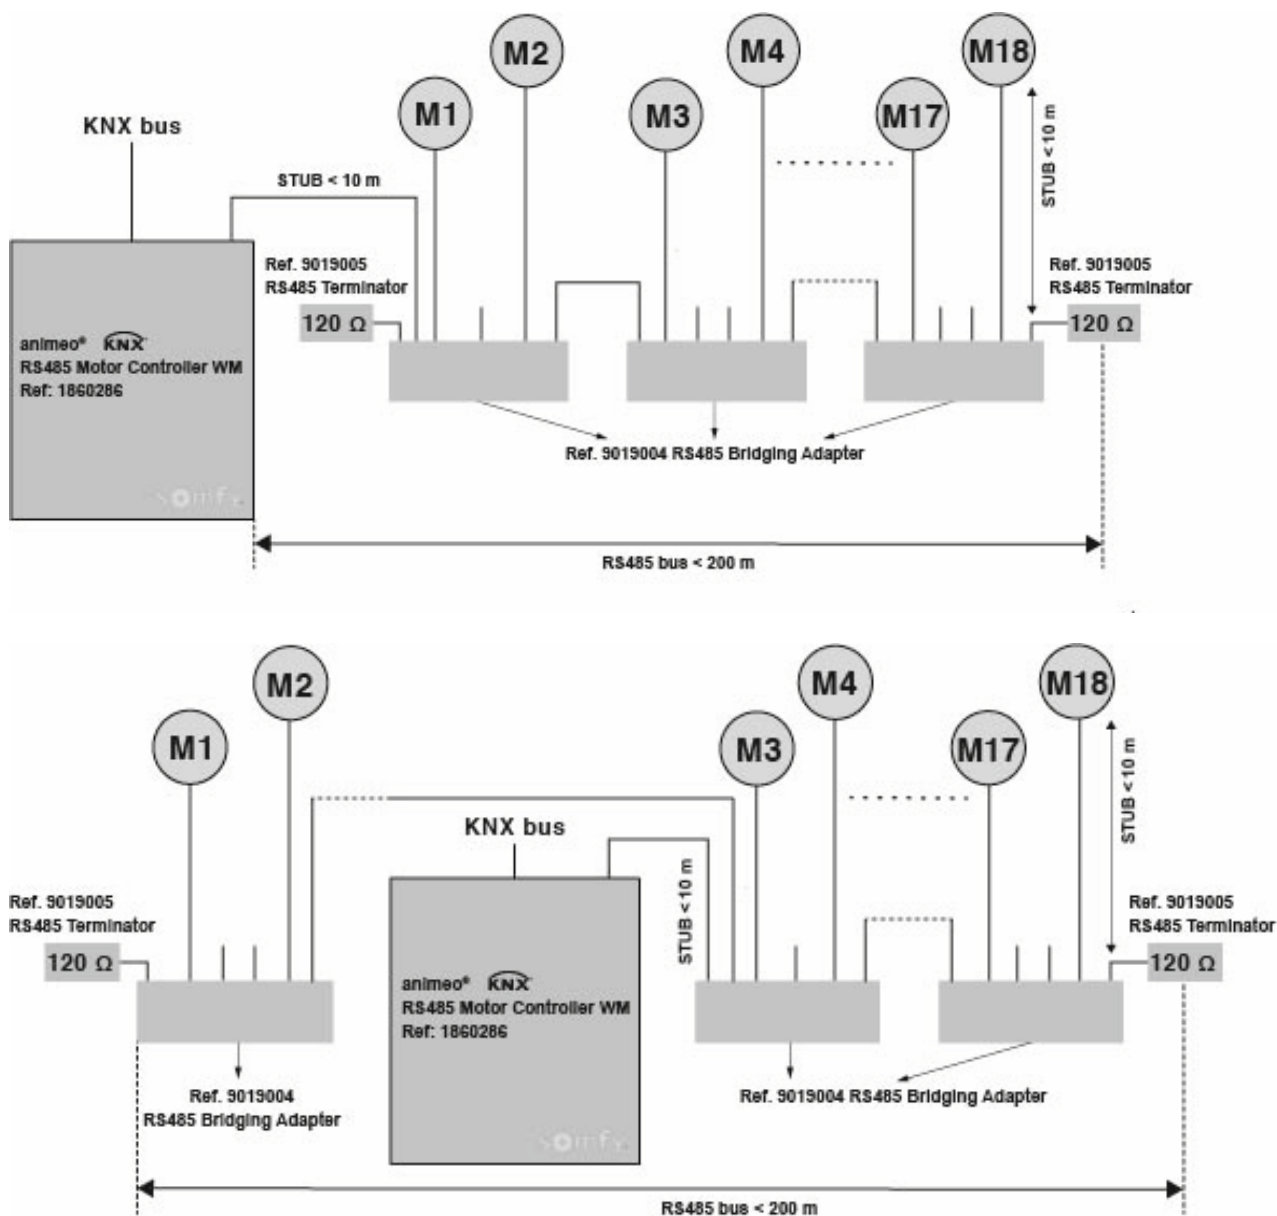 M2
M4
M18
M1
M3
M17
KNX bus
STUB < 10 m
STUB < 10 m
Ref. 9019005
RS485 Terminator
120 Ω
Ref. 9019005
RS485 Terminator
120 Ω
animeo® KNX
RS485 Motor Controller WM
Ref: 1860286
somfy
Ref. 9019004 RS485 Bridging Adapter
RS485 bus < 200 m
M2
M4
M18
M1
M3
M17
STUB < 10 m
KNX bus
STUB < 10 m
Ref. 9019005
RS485 Terminator
120 Ω
Ref. 9019005
RS485 Terminator
120 Ω
animeo® KNX
RS485 Motor Controller WM
Ref: 1860286
somfy
Ref. 9019004
RS485 Bridging Adapter
Ref. 9019004 RS485 Bridging Adapter
RS485 bus < 200 m